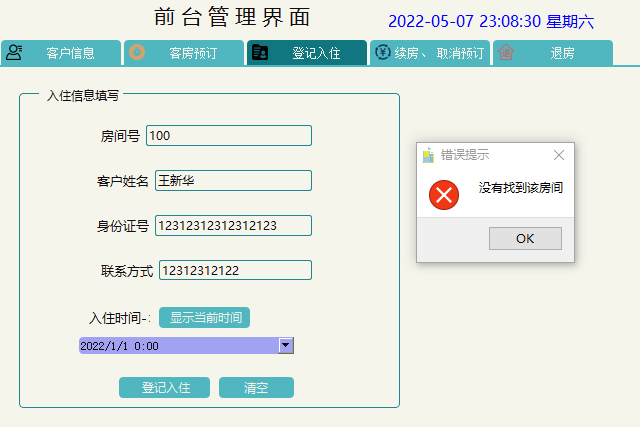 前台管理界面
2022-05-07 23:08:30 星期六
客户信息
客房预订
登记入住
续房、取消预订
退房
入住信息填写
房间号 100
客户姓名 王新华
身份证号 12312312312312123
联系方式 12312312122
入住时间-: 显示当前时间
2022/1/1 0:00
登记入住 清空
错误提示
没有找到该房间
OK